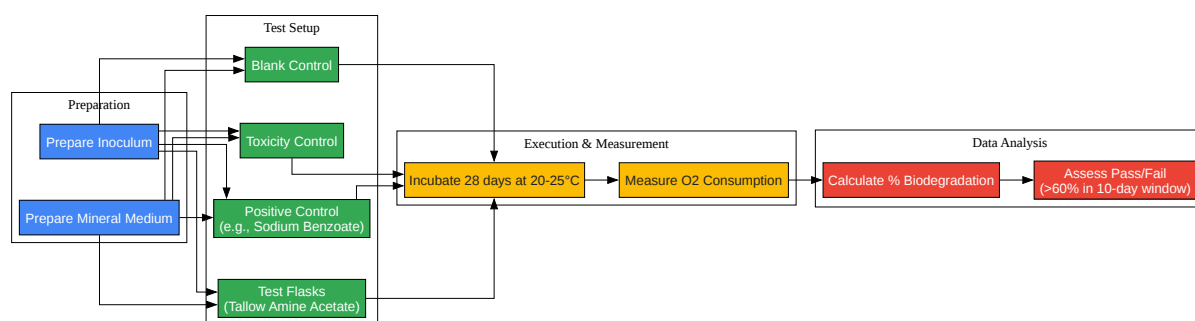 Preparation
Prepare Inoculum
Prepare Mineral Medium
Test Setup
Blank Control
Toxicity Control
Positive Control
(e.g., Sodium Benzoate)
Test Flasks
(Tallow Amine Acetate)
Execution & Measurement
Incubate 28 days at 20-25°C
Measure O2 Consumption
Data Analysis
Calculate % Biodegradation
Assess Pass/Fail
(>60% in 10-day window)